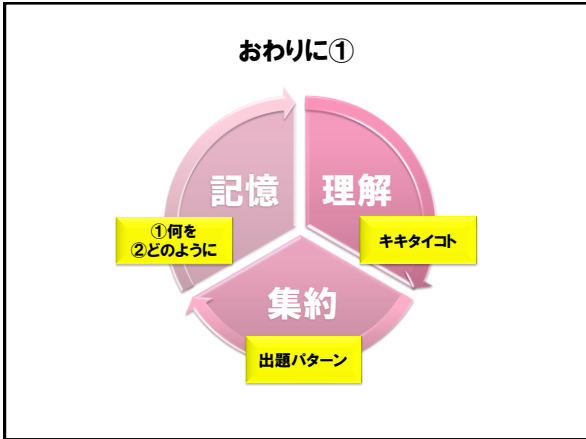 おわりに①
記憶
理解
①何を
②どのように
キキタイコト
集約
出題パターン